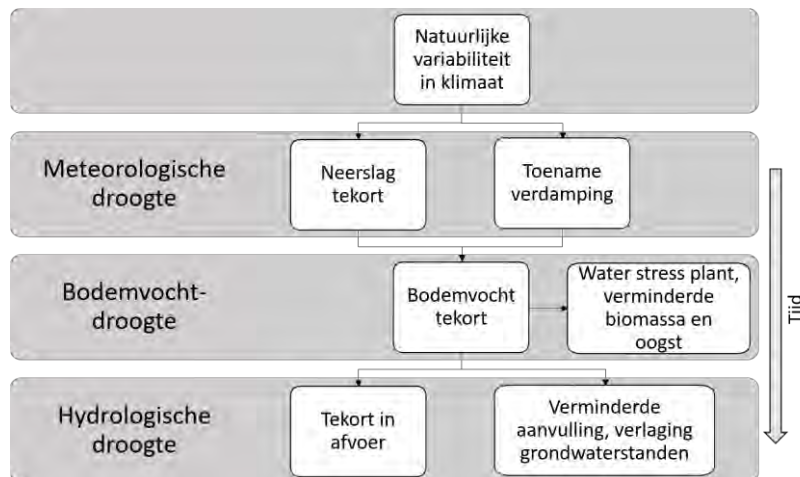 Natuurlijke
variabiliteit
in klimaat
Meteorologische
droogte
Neerslag
tekort
Toename
verdamping
Bodemvocht-
droogte
Bodemvocht
tekort
Water stress plant,
verminderde
biomassa en
oogst
Tijd
Hydrologische
droogte
Tekort in
afvoer
Verminderde
aanvulling, verlaging
grondwaterstanden